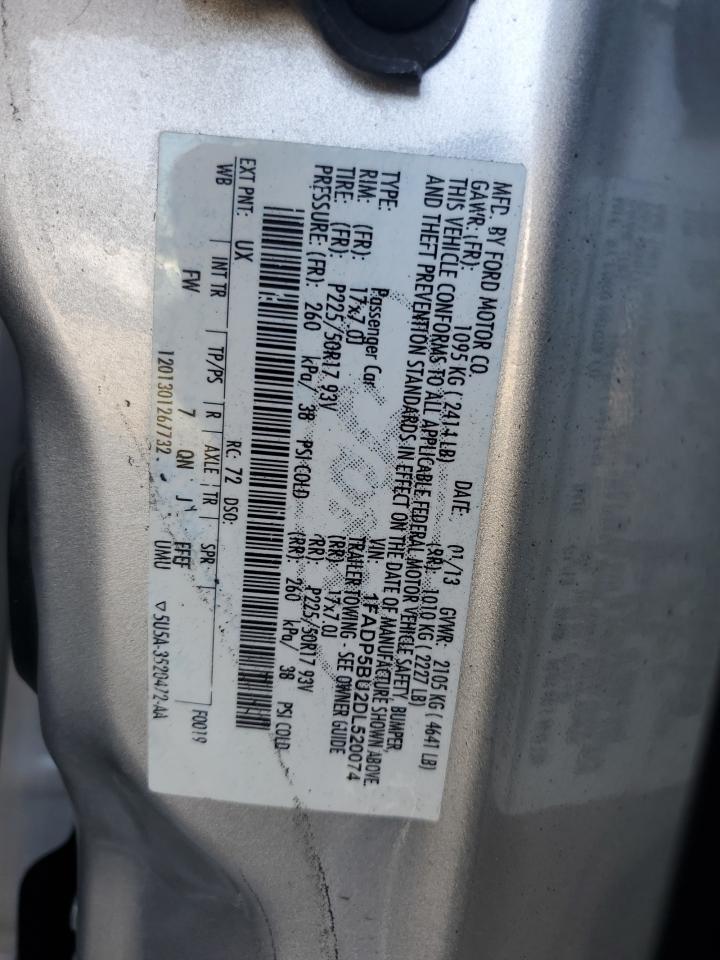 MFD. BY FORD MOTOR CO.
DATE: 01/13 GVWR: 2105 KG ( 4641 LB)
GAWR: (FR): 1095 KG ( 2414 LB) (RR): 1010 KG ( 2227 LB)
THIS VEHICLE CONFORMS TO ALL APPLICABLE FEDERAL MOTOR VEHICLE SAFETY, BUMPER,
AND THEFT PREVENTION STANDARDS IN EFFECT ON THE DATE OF MANUFACTURE SHOWN ABOVE.
VIN: 1FADP5BU2DL520074
TYPE: Passenger Car TRAILER TOWING - SEE OWNER GUIDE
RIM: (FR): 17x7.0J (RR): 17x7.0J
TIRE: (FR): P225/50R17 93V (RR): P225/50R17 93V
PRESSURE: (FR) 260 kPa/ 38 PSI COLD (RR) 260 kPa/ 38 PSI COLD
EXT PNT: UX RC: 72 DSO: F0019
WB INT TR TP/PS R AXLE TR SPR
FW 7 QN J EFEF
UMU
▽ 5U5A-3520472-AA